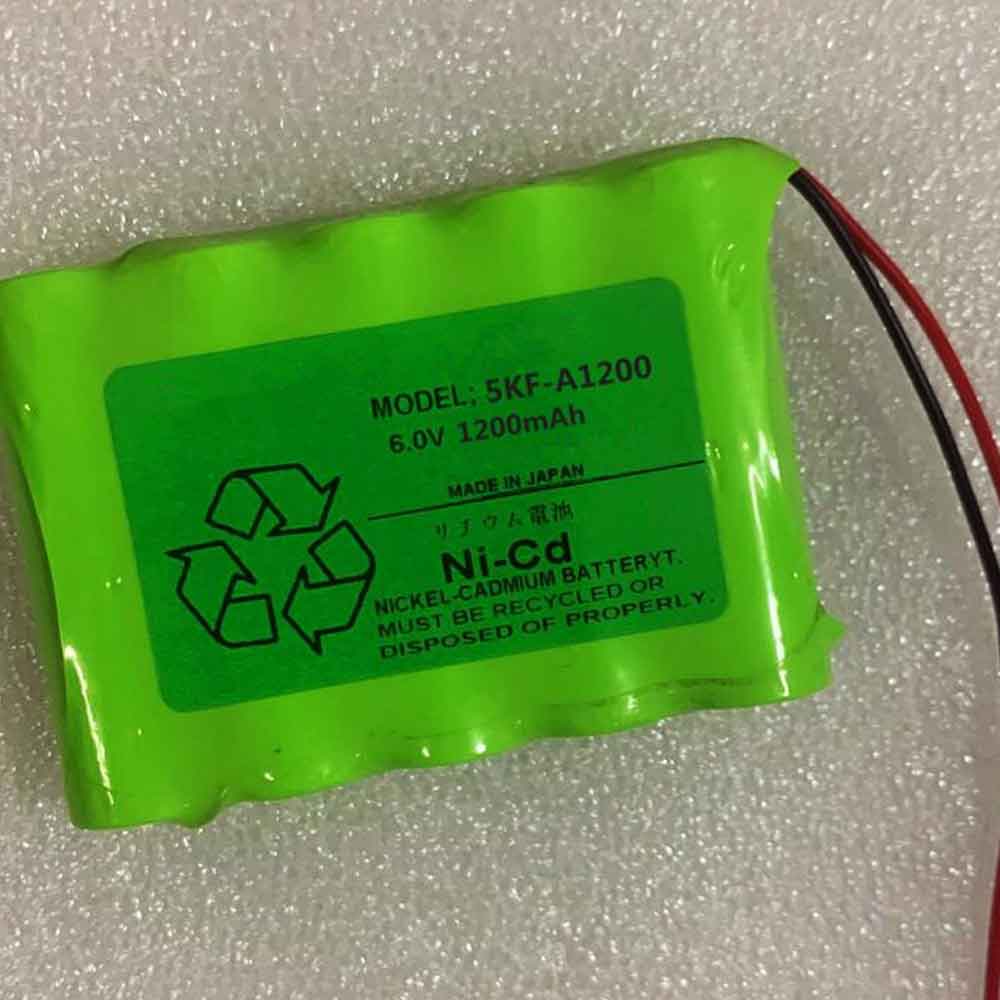 MODEL; 5KF-A1200
6.0V 1200mAh
MADE IN JAPAN
リチウム電池
Ni-Cd
NICKEL-CADMIUM BATTERYT.
MUST BE RECYCLED OR
DISPOSED OF PROPERLY.